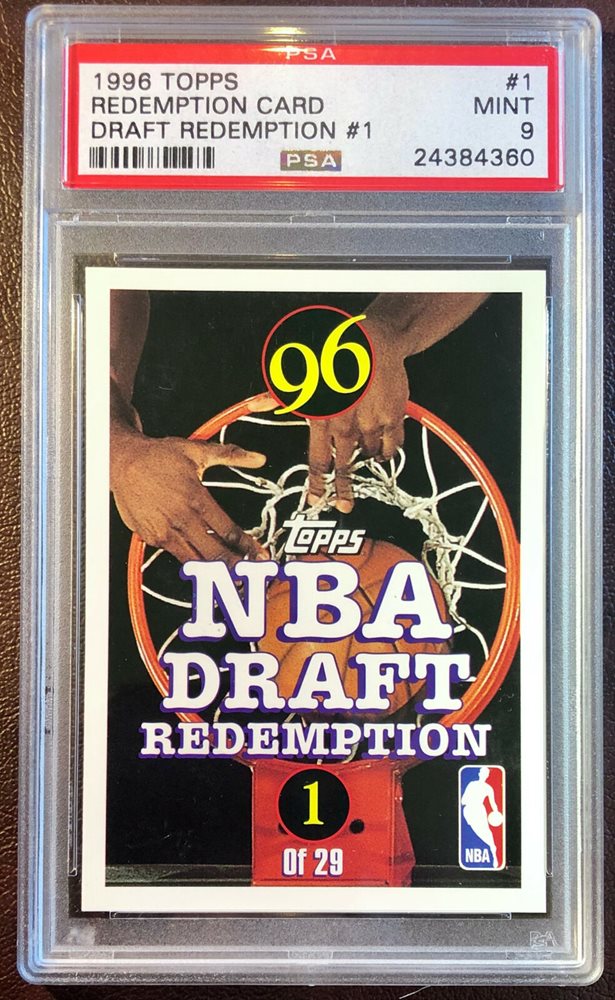 PSA
1996 TOPPS #1
REDEMPTION CARD MINT
DRAFT REDEMPTION #1 9
PSA 24384360
96
TOPPS
NBA
DRAFT
REDEMPTION
1
Of 29
NBA
PSA